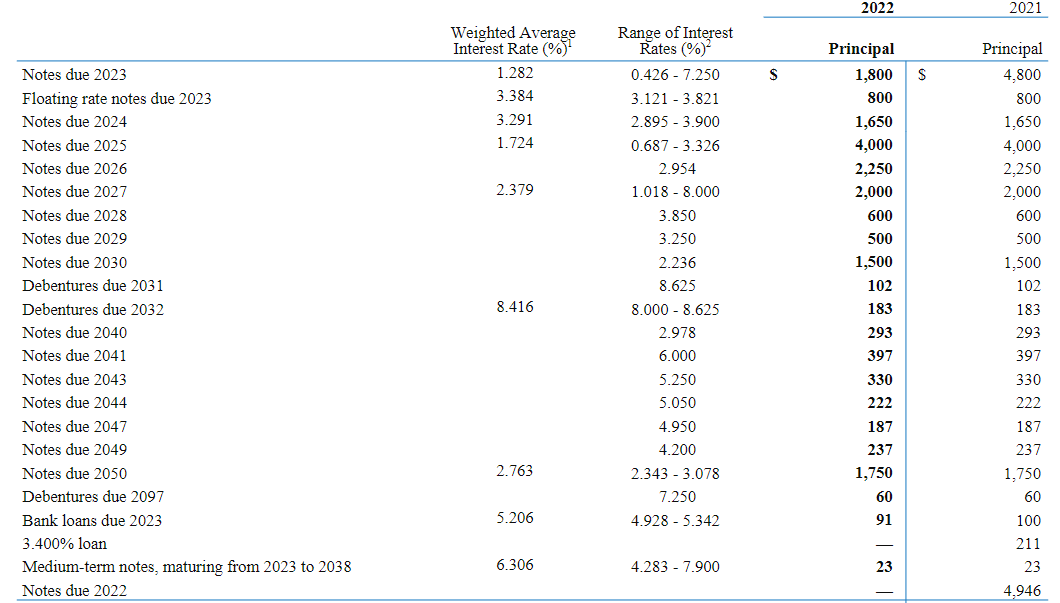 2022 2021
Weighted Average Range of Interest
Interest Rate (%)1 Rates (%)2 Principal Principal
Notes due 2023 1.282 0.426 - 7.250 $ 1,800 $ 4,800
Floating rate notes due 2023 3.384 3.121 - 3.821 800 800
Notes due 2024 3.291 2.895 - 3.900 1,650 1,650
Notes due 2025 1.724 0.687 - 3.326 4,000 4,000
Notes due 2026 2.954 2,250 2,250
Notes due 2027 2.379 1.018 - 8.000 2,000 2,000
Notes due 2028 3.850 600 600
Notes due 2029 3.250 500 500
Notes due 2030 2.236 1,500 1,500
Debentures due 2031 8.625 102 102
Debentures due 2032 8.416 8.000 - 8.625 183 183
Notes due 2040 2.978 293 293
Notes due 2041 6.000 397 397
Notes due 2043 5.250 330 330
Notes due 2044 5.050 222 222
Notes due 2047 4.950 187 187
Notes due 2049 4.200 237 237
Notes due 2050 2.763 2.343 - 3.078 1,750 1,750
Debentures due 2097 7.250 60 60
Bank loans due 2023 5.206 4.928 - 5.342 91 100
3.400% loan — 211
Medium-term notes, maturing from 2023 to 2038 6.306 4.283 - 7.900 23 23
Notes due 2022 — 4,946